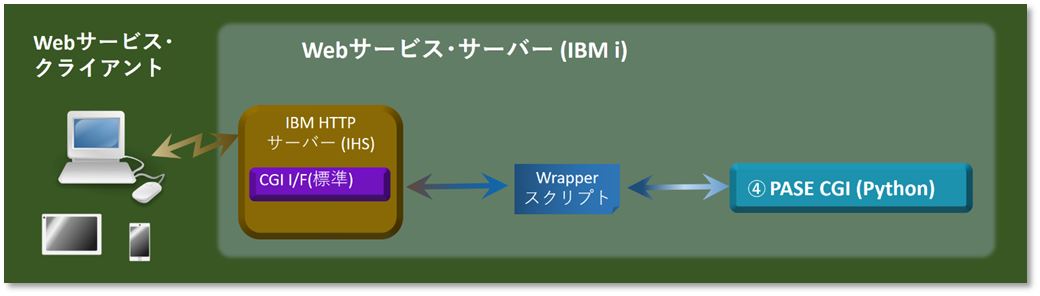 Webサービス・
クライアント
Webサービス・サーバー (IBM i)
IBM HTTP
サーバー (IHS)
CGI I/F(標準)
Wrapper
スクリプト
④ PASE CGI (Python)